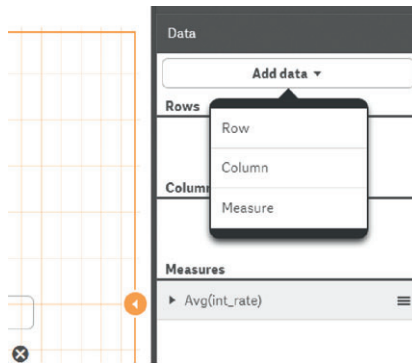 Data
Add data
Rows
Row
Column
Colum
Measure
Measures
Avg(int_rate)